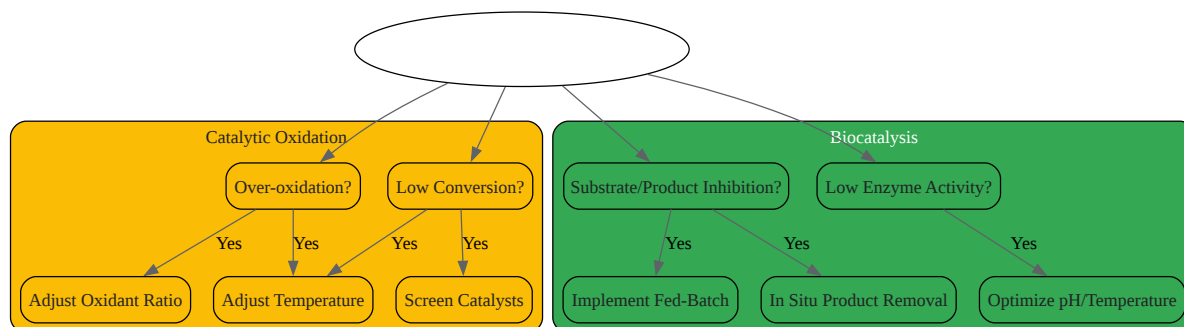 Catalytic Oxidation
Biocatalysis
Over-oxidation?
Low Conversion?
Substrate/Product Inhibition?
Low Enzyme Activity?
Yes
Yes
Yes
Yes
Yes
Yes
Yes
Adjust Oxidant Ratio
Adjust Temperature
Screen Catalysts
Implement Fed-Batch
In Situ Product Removal
Optimize pH/Temperature